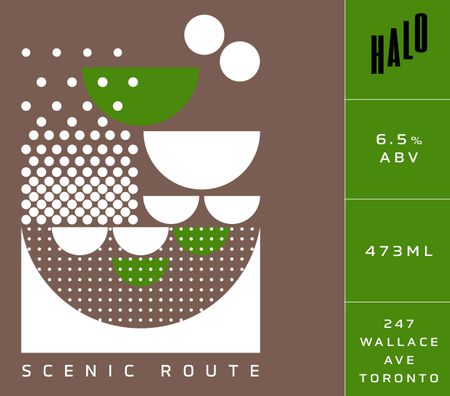 HALO
6.5%
ABV
473ML
247
WALLACE
AVE
TORONTO
SCENIC ROUTE